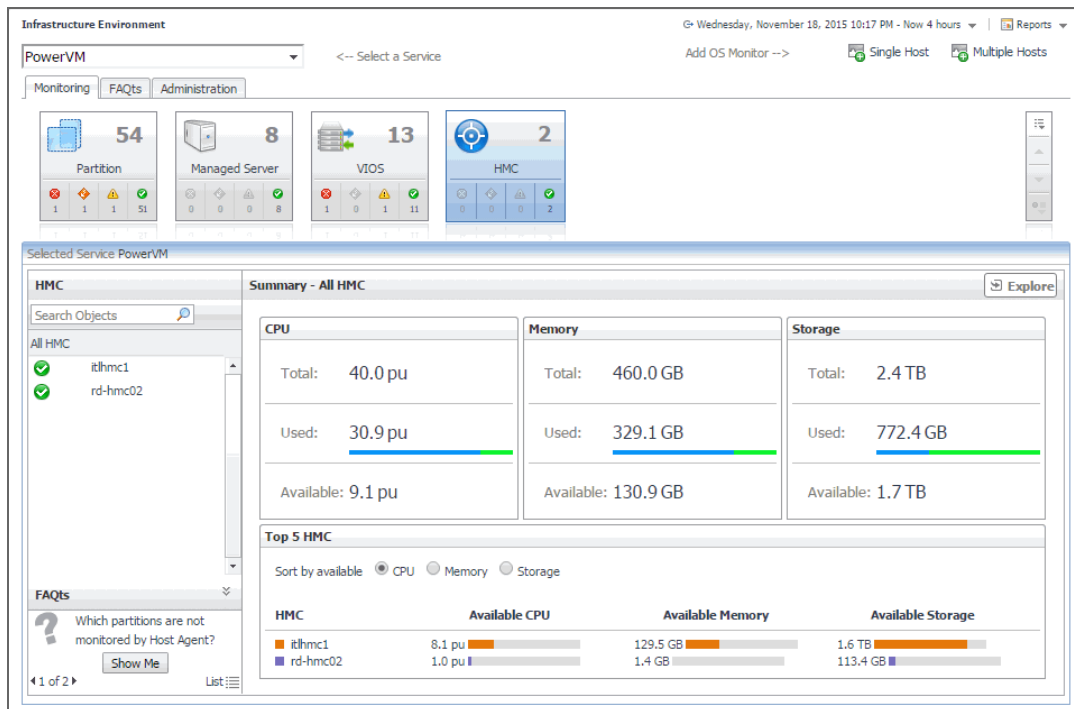 Infrastructure Environment
Wednesday, November 18, 2015 10:17 PM - Now 4 hours | Reports
PowerVM
<-- Select a Service
Add OS Monitor -->
Single Host
Multiple Hosts
Monitoring FAQts Administration
54
Partition
1 1 1 51
8
Managed Server
0 0 0 8
13
VIOS
1 0 1 11
2
HMC
0 0 0 2
Selected Service PowerVM
HMC
Search Objects
All HMC
itlhmc1
rd-hmc02
FAQts
Which partitions are not
monitored by Host Agent?
Show Me
1 of 2
List
Summary - All HMC
Explore
CPU
Total: 40.0 pu
Used: 30.9 pu
Available: 9.1 pu
Memory
Total: 460.0 GB
Used: 329.1 GB
Available: 130.9 GB
Storage
Total: 2.4 TB
Used: 772.4 GB
Available: 1.7 TB
Top 5 HMC
Sort by available CPU Memory Storage
HMC Available CPU Available Memory Available Storage
itlhmc1 8.1 pu 129.5 GB 1.6 TB
rd-hmc02 1.0 pu 1.4 GB 113.4 GB